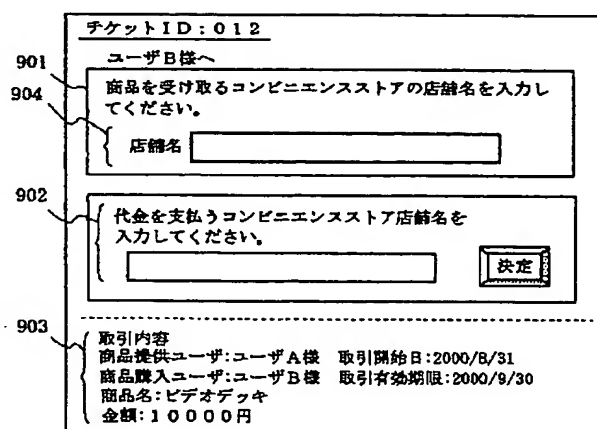 チケットID:012
ユーザB様へ
901
商品を受け取るコンビニエンスストアの店舗名を入力し
てください。
904
店舗名
902
代金を支払うコンビニエンスストア店舗名を
入力してください。
決定
903
取引内容
商品提供ユーザ:ユーザA様 取引開始日:2000/8/31
商品購入ユーザ:ユーザB様 取引有効期限:2000/9/30
商品名:ビデオデッキ
金額:10000円